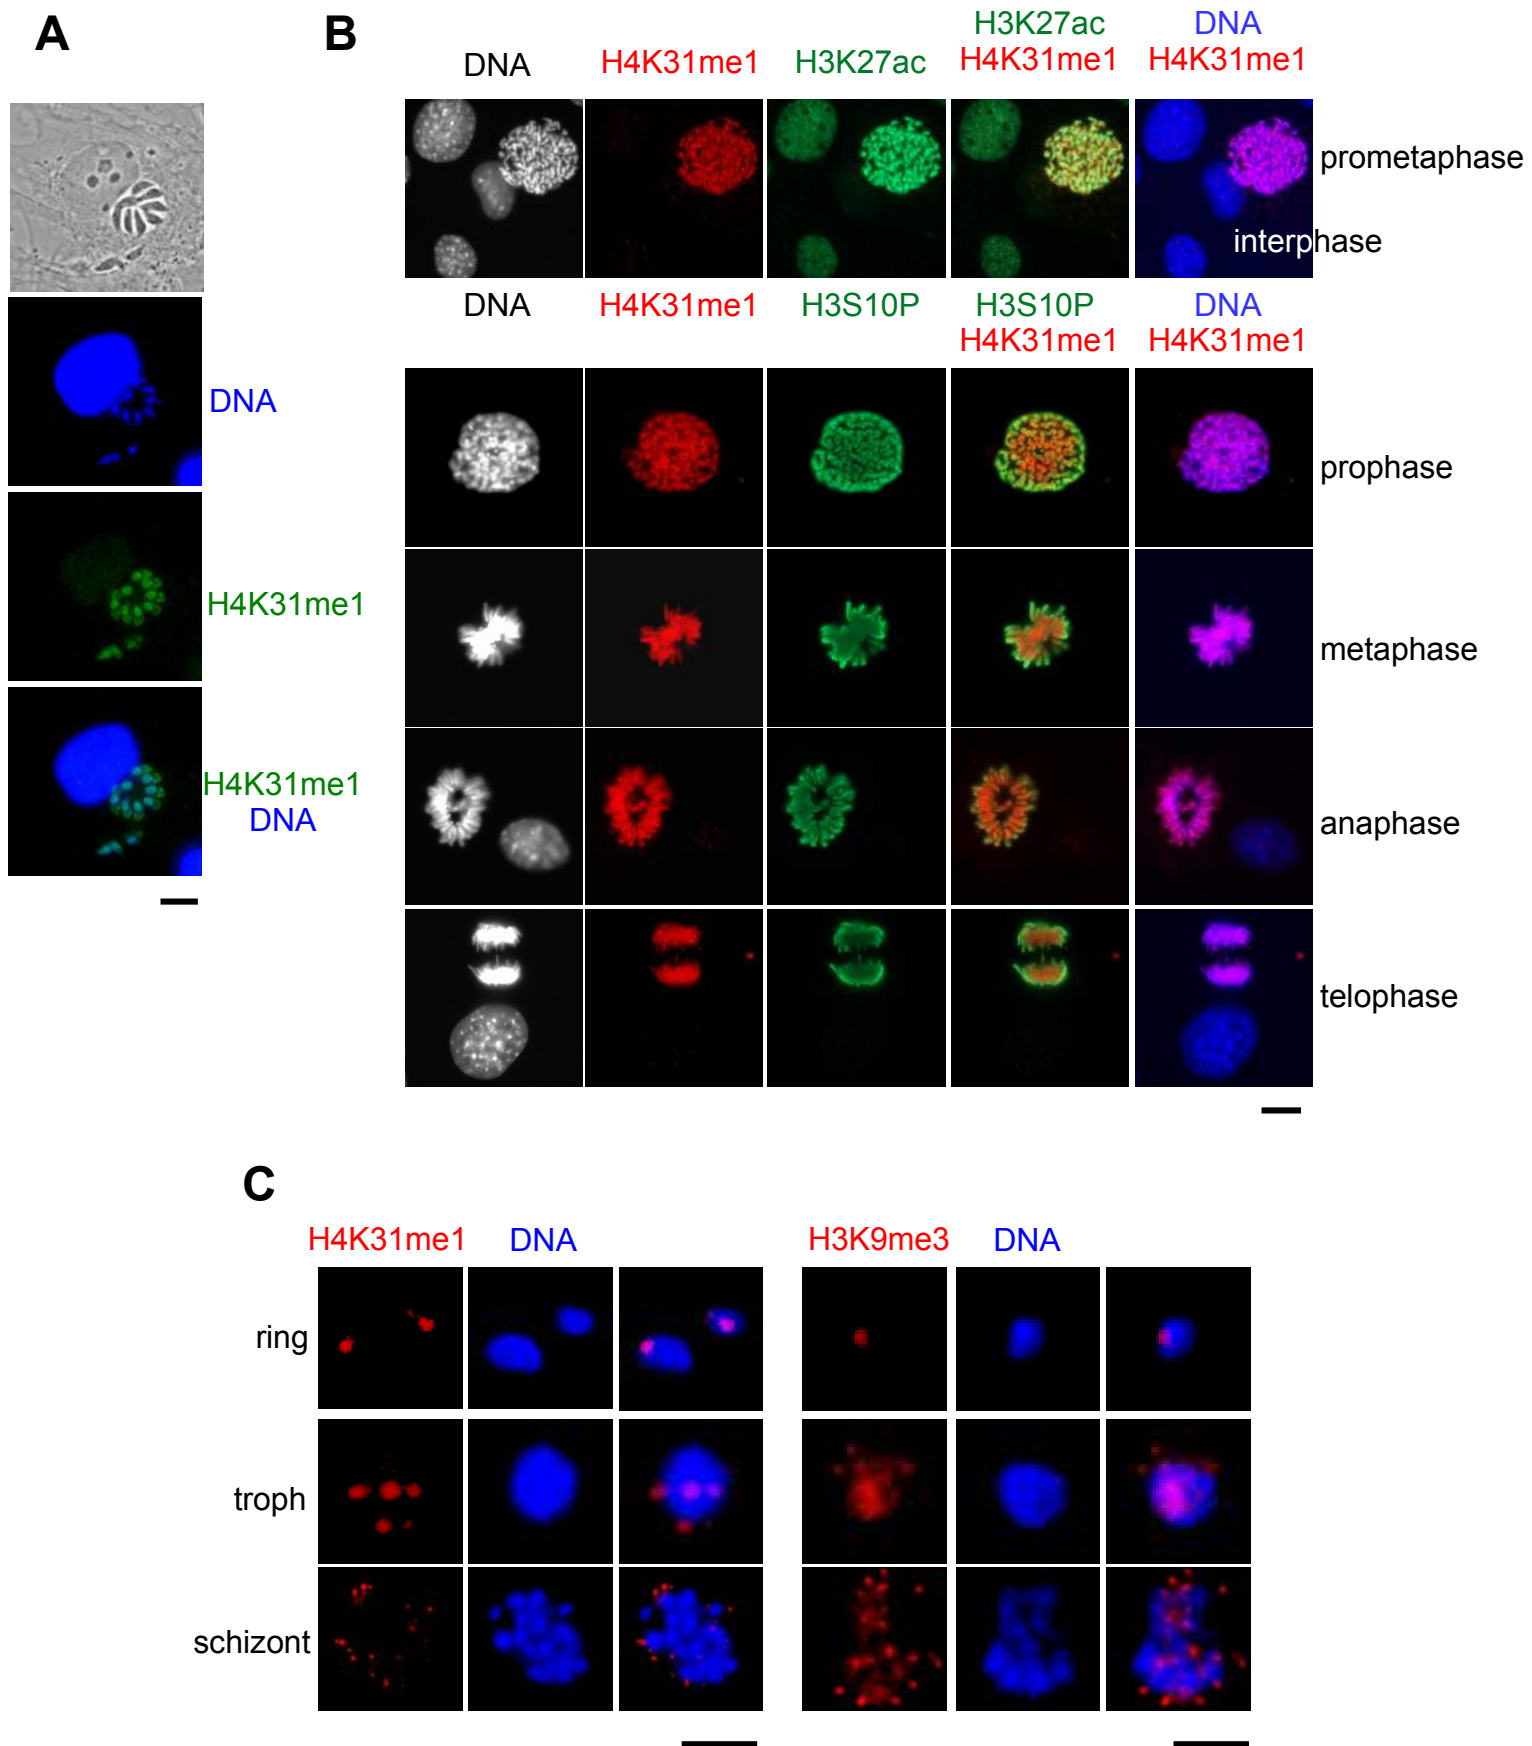 A
B
DNA
H4K31me1
H3K27ac
H3K27ac
H4K31me1
DNA
H4K31me1
prometaphase
interphase
DNA
H4K31me1
H3S10P
H3S10P
H4K31me1
DNA
H4K31me1
prophase
metaphase
anaphase
telophase
DNA
H4K31me1
H4K31me1
DNA
C
H4K31me1
DNA
H3K9me3
DNA
ring
troph
schizont